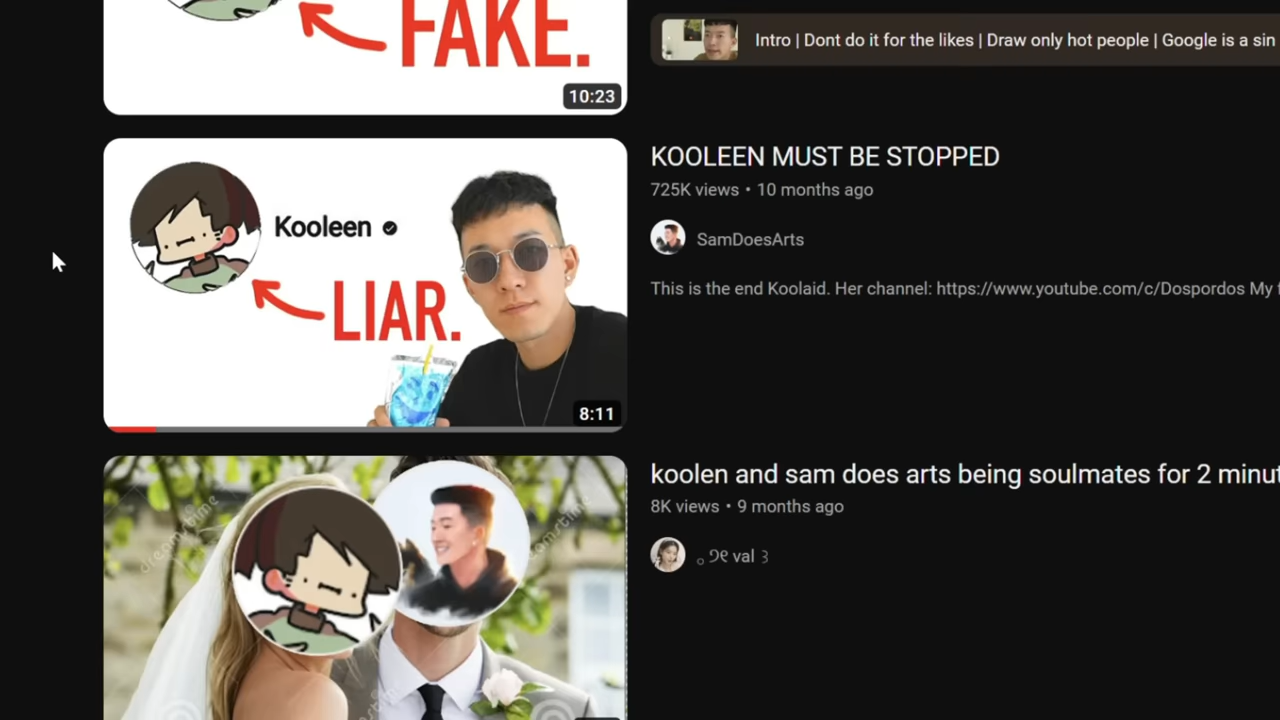 FAKE.
10:23
Intro | Dont do it for the likes | Draw only hot people | Google is a sin
Kooleen
LIAR.
8:11
KOOLEEN MUST BE STOPPED
725K views • 10 months ago
SamDoesArts
This is the end Koolaid. Her channel: https://www.youtube.com/c/Dospordos My
dreamstime
koolen and sam does arts being soulmates for 2 minut
8K views • 9 months ago
｡ ୨୧ val ꒱